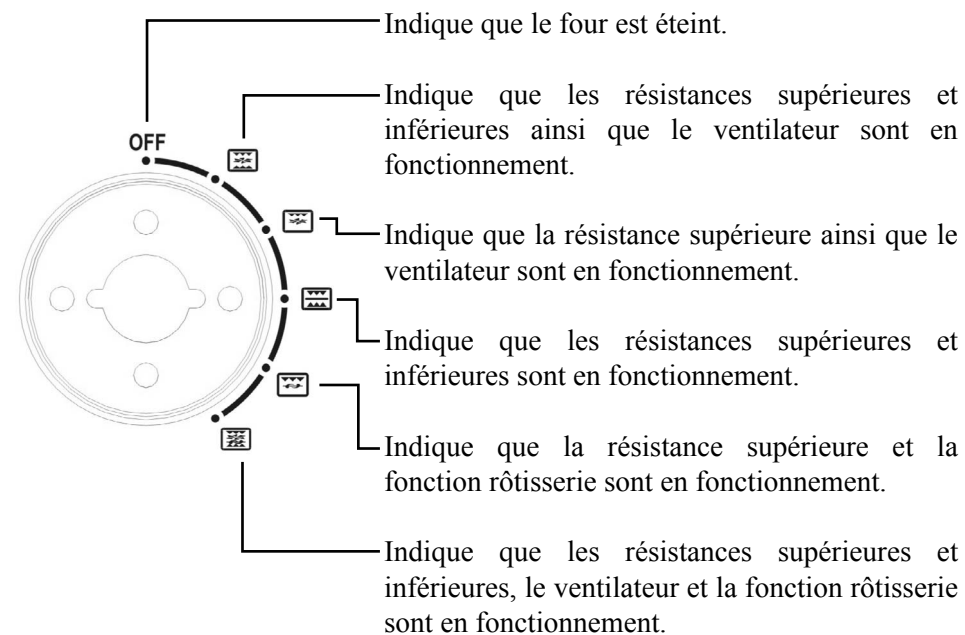 Indique que le four est éteint.
Indique que les résistances supérieures et
inférieures ainsi que le ventilateur sont en
fonctionnement.
OFF
Indique que la résistance supérieure ainsi que le
ventilateur sont en fonctionnement.
Indique que les résistances supérieures et
inférieures sont en fonctionnement.
Indique que la résistance supérieure et la
fonction rôtisserie sont en fonctionnement.
Indique que les résistances supérieures et
inférieures, le ventilateur et la fonction rôtisserie
sont en fonctionnement.